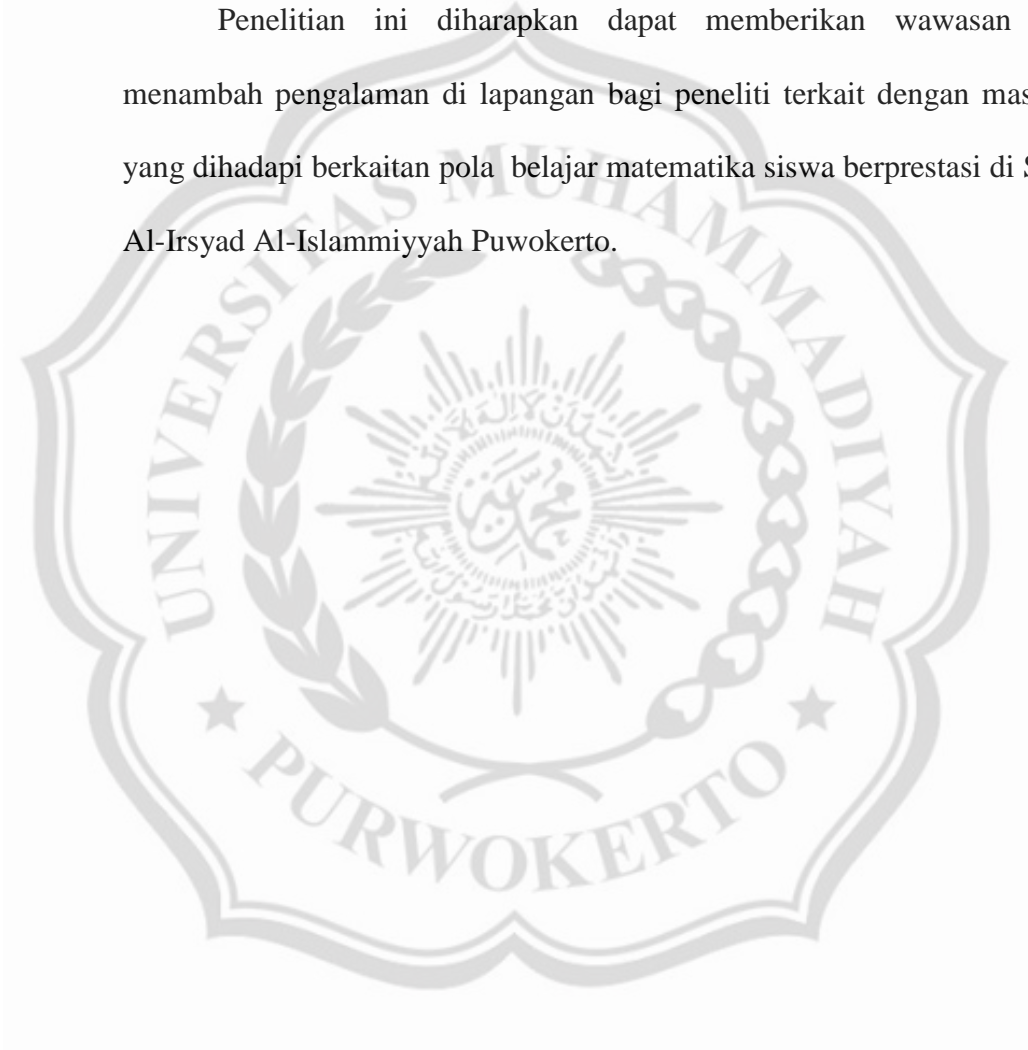 Penelitian ini diharapkan dapat memberikan wawasan
menambah pengalaman di lapangan bagi peneliti terkait dengan mas
yang dihadapi berkaitan pola belajar matematika siswa berprestasi di S
Al-Irsyad Al-Islammiyyah Puwokerto.
UNIVERSITAS MUHAMMADIYAH
PURWOKERTO